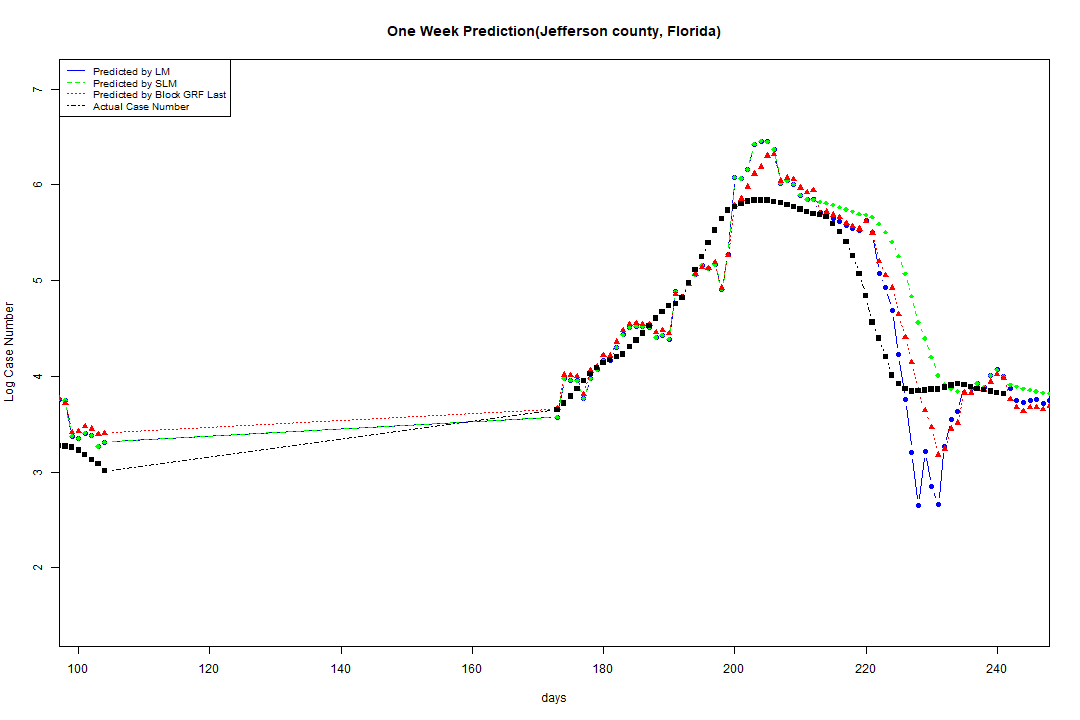 One Week Prediction(Jefferson county, Florida)
Predicted by LM
Predicted by SLM
Predicted by Block GRF Last
Actual Case Number
Log Case Number
7
6
5
4
3
2
100 120 140 160 180 200 220 240
days